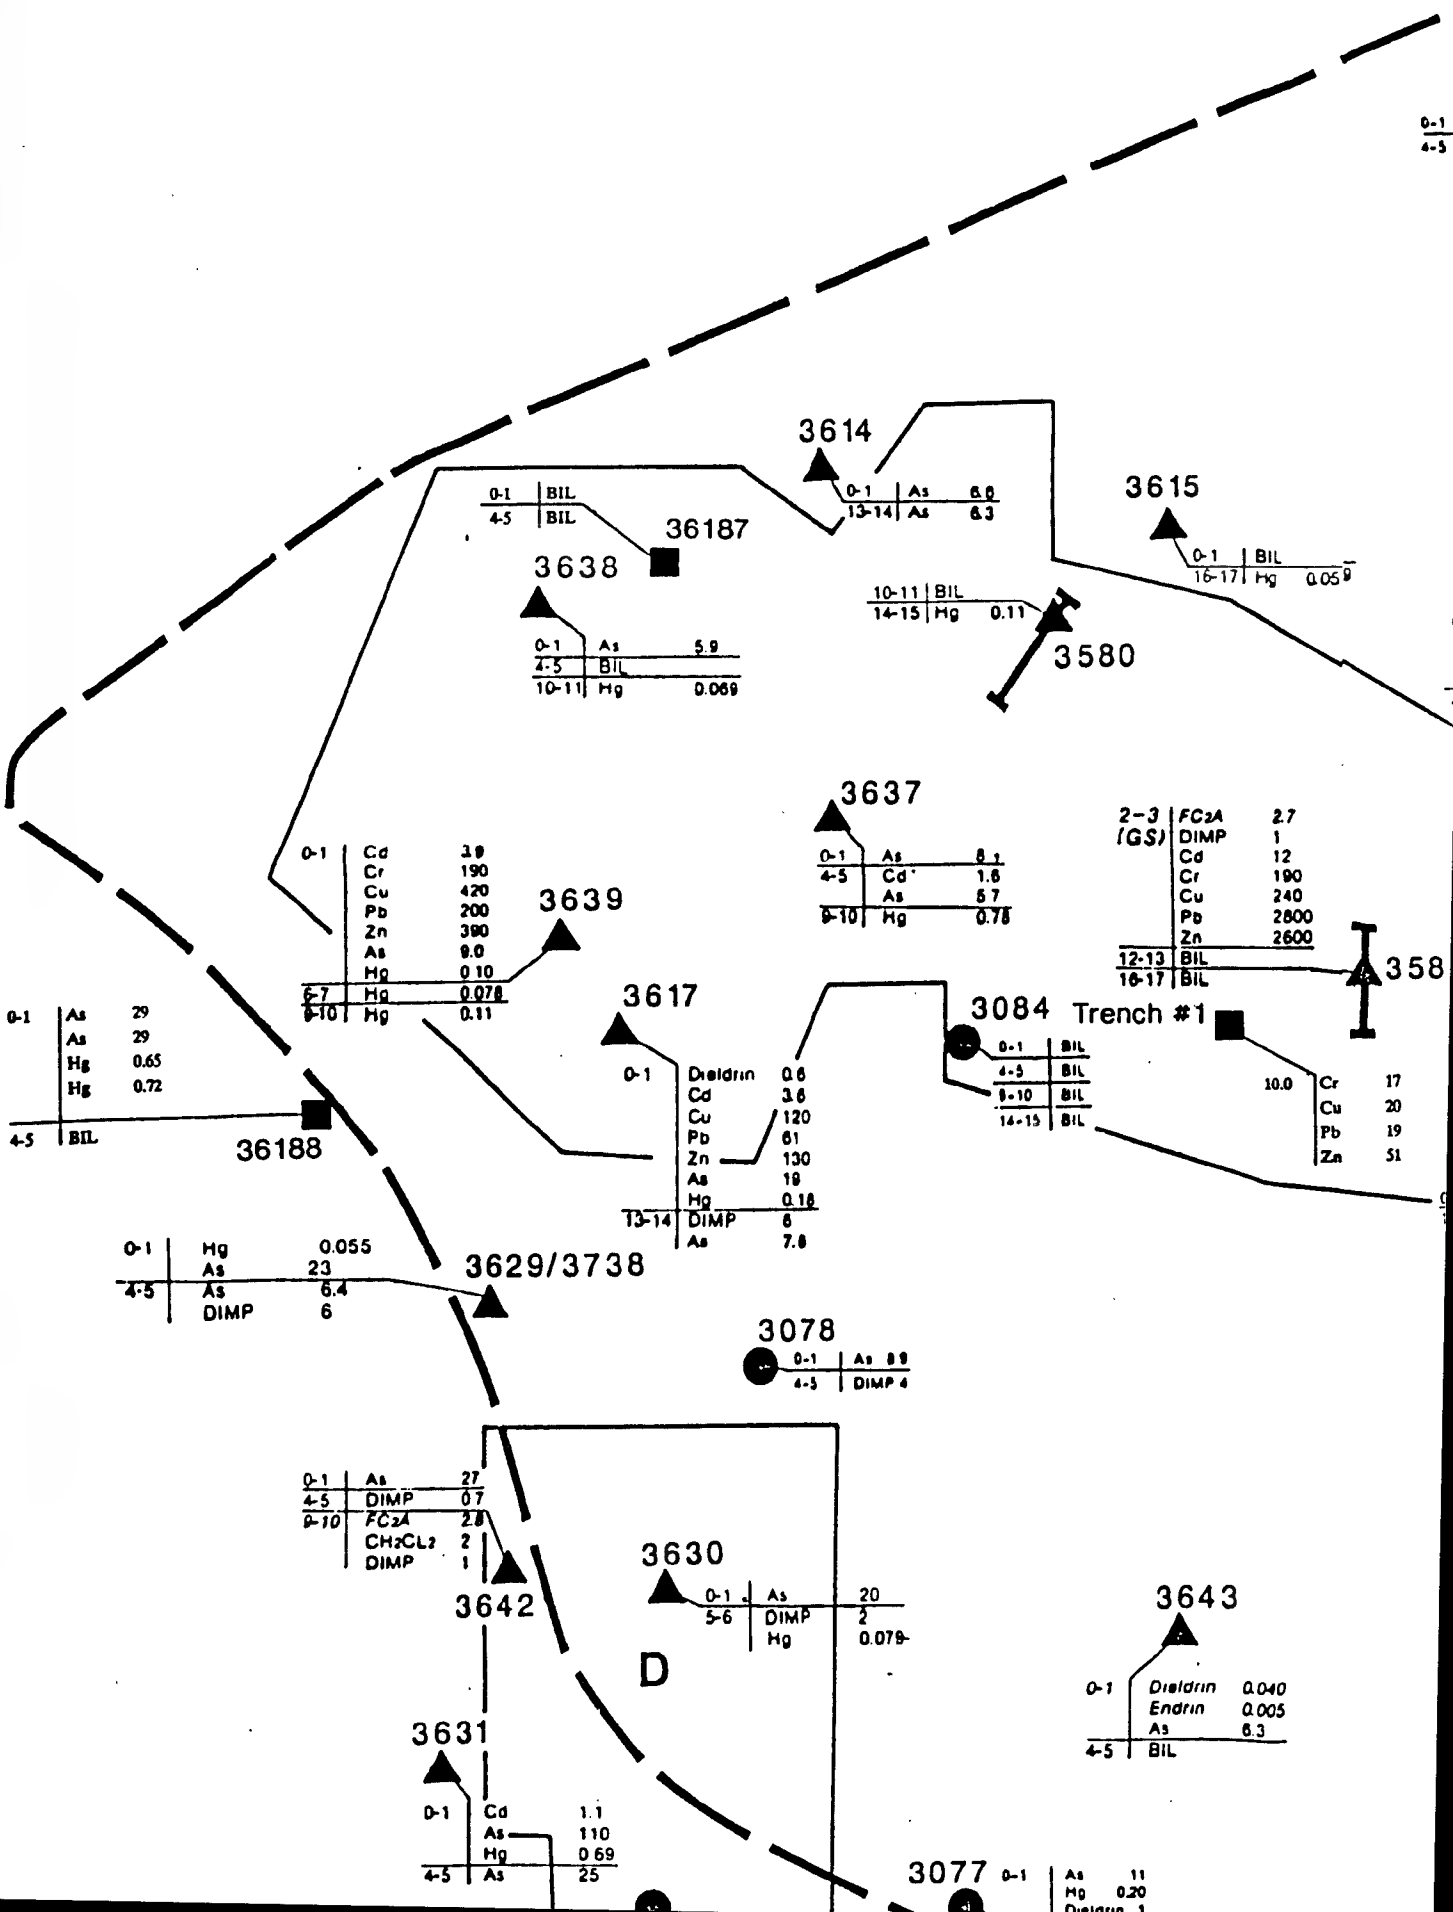 0-1
4-5
3614
0-1 As 6.6
13-14 As 6.3
3615
0-1 BIL
16-17 Hg 0.059
0-1 BIL
4-5 BIL
36187
3638
0-1 As 5.9
4-5 BIL
10-11 Hg 0.069
10-11 BIL
14-15 Hg 0.11
3580
3637
0-1 As
4-5 Cd 1.6
As 5.7
9-10 Hg 0.78
2-3 FC2A 2.7
(GS) DIMP 1
Cd 12
Cr 190
Cu 240
Pb 2800
Zn 2600
12-13 BIL
16-17 BIL
358
0-1 Cd 3.9
Cr 190
Cu 420
Pb 200
Zn 390
As 9.0
Hg 0.10
6-7 Hg 0.078
9-10 Hg 0.11
3639
3617
0-1 Dieldrin 0.6
Cd 3.6
Cu 120
Pb 61
Zn 130
As 19
Hg 0.18
13-14 DIMP 6
As 7.8
3084
0-1 BIL
4-5 BIL
9-10 BIL
14-15 BIL
Trench #1
10.0 Cr 17
Cu 20
Pb 19
Zn 51
0-1 As 29
As 29
Hg 0.65
Hg 0.72
4-5 BIL
36188
0-1 Hg 0.055
As 23
4-5 As 6.4
DIMP 6
3629/3738
3078
0-1 As 8.9
4-5 DIMP 4
0-1 As 27
4-5 DIMP 0.7
9-10 FC2A 2.8
CH2CL2 2
DIMP 1
3642
3630
0-1 As 20
5-6 DIMP 2
Hg 0.079
D
3643
0-1 Dieldrin 0.040
Endrin 0.005
As 6.3
4-5 BIL
3631
0-1 Cd 1.1
As 110
Hg 0.69
4-5 As 25
3077
0-1 As 11
Hg 0.20
Dieldrin 1